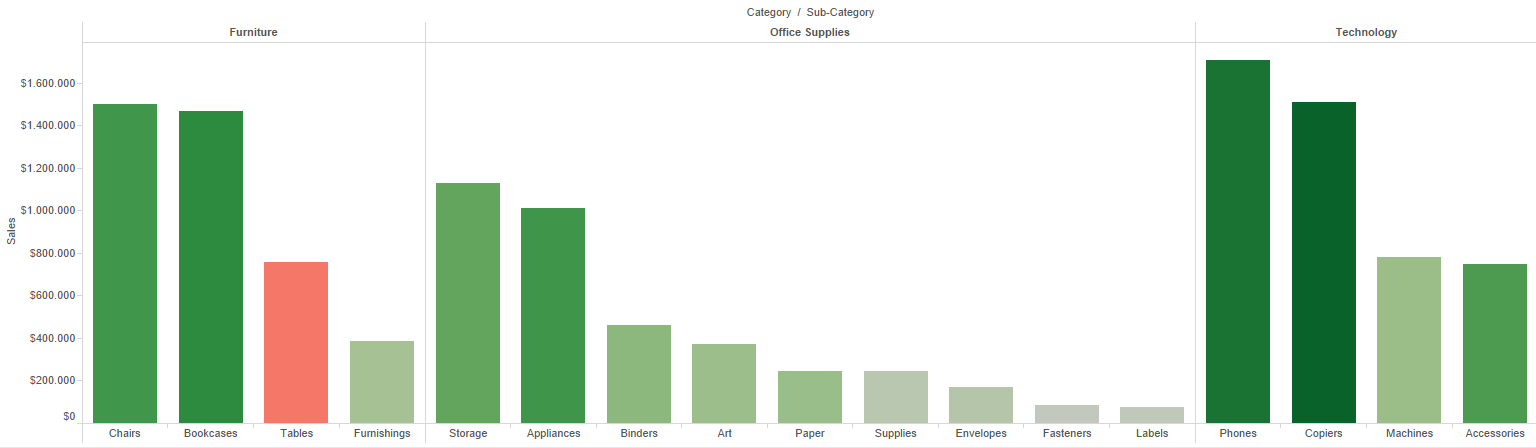 Category / Sub-Category
Furniture
Office Supplies
Technology
Sales
$1.600.000
$1.400.000
$1.200.000
$1.000.000
$800.000
$600.000
$400.000
$200.000
$0
Chairs
Bookcases
Tables
Furnishings
Storage
Appliances
Binders
Art
Paper
Supplies
Envelopes
Fasteners
Labels
Phones
Copiers
Machines
Accessories